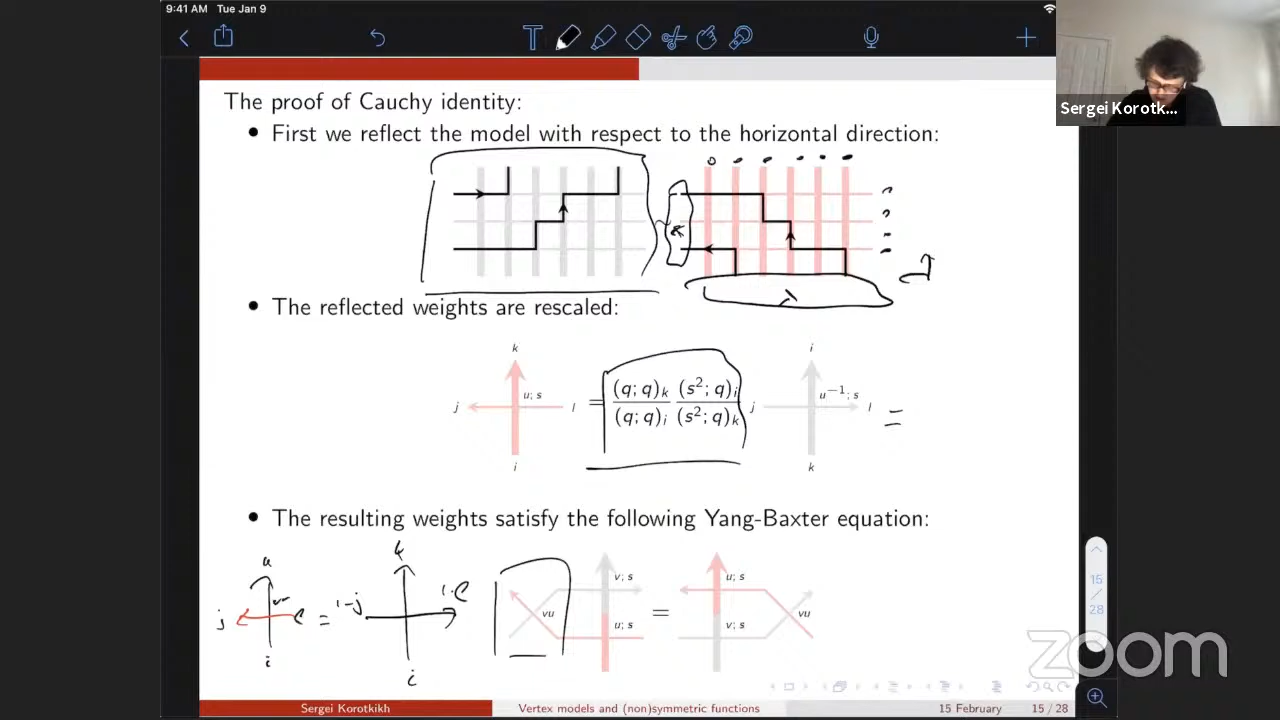 9:41 AM Tue Jan 9
Sergei Korotk...
The proof of Cauchy identity:
• First we reflect the model with respect to the horizontal direction:
λ
• The reflected weights are rescaled:
k
j u; s l
i
= (q; q)_k / (q; q)_i (s²; q)_i / (s²; q)_k
i
j u⁻¹; s l
k
=
• The resulting weights satisfy the following Yang-Baxter equation:
j
i
=
1-j
i
vu
v; s
u; s
=
u; s
v; s
vu
15
28
zoom
Sergei Korotkikh
Vertex models and (non)symmetric functions
15 February
15 / 28